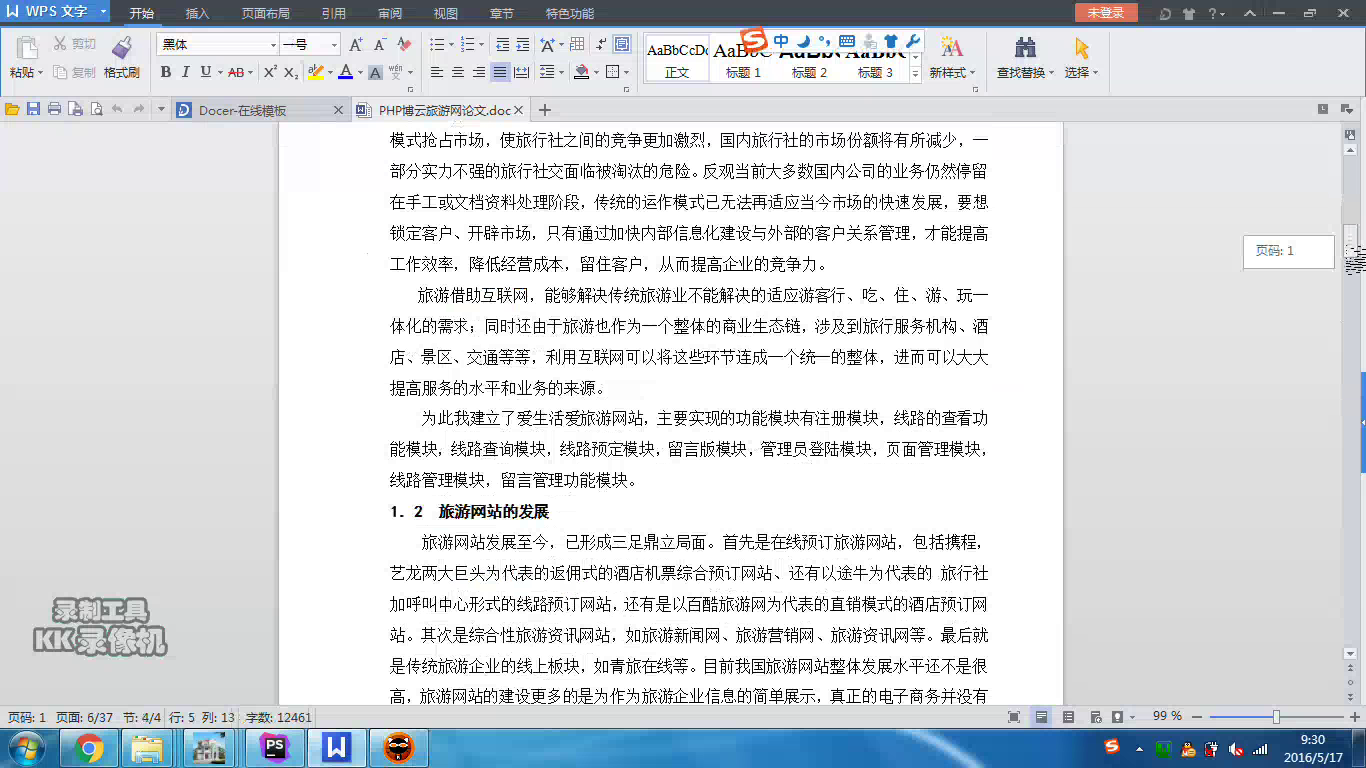 WPS 文字 开始 插入 页面布局 引用 审阅 视图 章节 特色功能 未登录
粘贴 剪切 复制 格式刷 黑体 一号
B I U AB X² X₂ A A wén
AaBbCcDc 正文 标题 1 标题 2 标题 3 新样式 查找替换 选择
中
Docer-在线模板 PHP博云旅游网论文.doc
模式抢占市场，使旅行社之间的竞争更加激烈，国内旅行社的市场份额将有所减少，一
部分实力不强的旅行社交面临被淘汰的危险。反观当前大多数国内公司的业务仍然停留
在手工或文档资料处理阶段，传统的运作模式已无法再适应当今市场的快速发展，要想
锁定客户、开辟市场，只有通过加快内部信息化建设与外部的客户关系管理，才能提高
工作效率，降低经营成本，留住客户，从而提高企业的竞争力。
页码: 1
旅游借助互联网，能够解决传统旅游业不能解决的适应游客行、吃、住、游、玩一
体化的需求；同时还由于旅游也作为一个整体的商业生态链，涉及到旅行服务机构、酒
店、景区、交通等等，利用互联网可以将这些环节连成一个统一的整体，进而可以大大
提高服务的水平和业务的来源。
为此我建立了爱生活爱旅游网站，主要实现的功能模块有注册模块，线路的查看功
能模块，线路查询模块，线路预定模块，留言版模块，管理员登陆模块，页面管理模块，
线路管理模块，留言管理功能模块。
1．2 旅游网站的发展
旅游网站发展至今，已形成三足鼎立局面。首先是在线预订旅游网站，包括携程，
艺龙两大巨头为代表的返佣式的酒店机票综合预订网站、还有以途牛为代表的 旅行社
加呼叫中心形式的线路预订网站，还有是以百酷旅游网为代表的直销模式的酒店预订网
站。其次是综合性旅游资讯网站，如旅游新闻网、旅游营销网、旅游资讯网等。最后就
是传统旅游企业的线上板块，如青旅在线等。目前我国旅游网站整体发展水平还不是很
高，旅游网站的建设更多的是为作为旅游企业信息的简单展示，真正的电子商务并没有
录制工具
KK录像机
页码: 1 页面: 6/37 节: 4/4 行: 5 列: 13 字数: 12461 99 %
PS W 9:30
2016/5/17